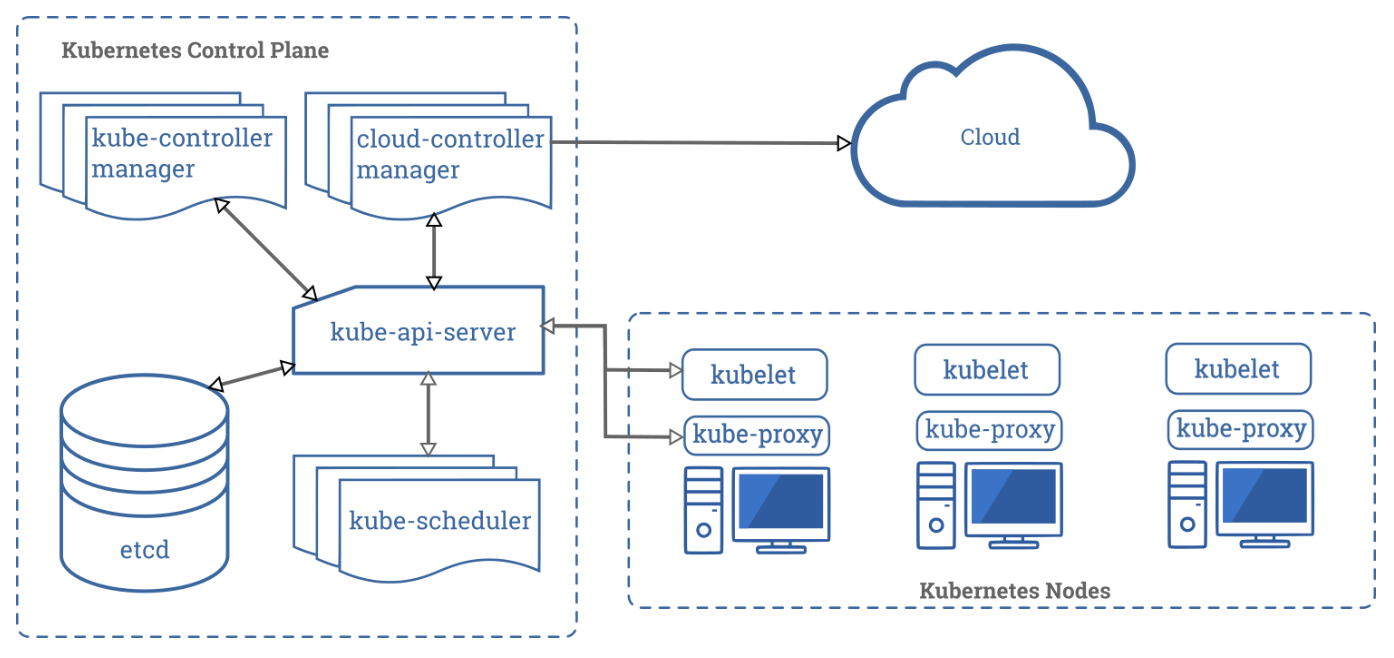 Kubernetes Control Plane
kube-controller
manager
cloud-controller
manager
Cloud
kube-api-server
etcd
kube-scheduler
kubelet
kube-proxy
kubelet
kube-proxy
kubelet
kube-proxy
Kubernetes Nodes